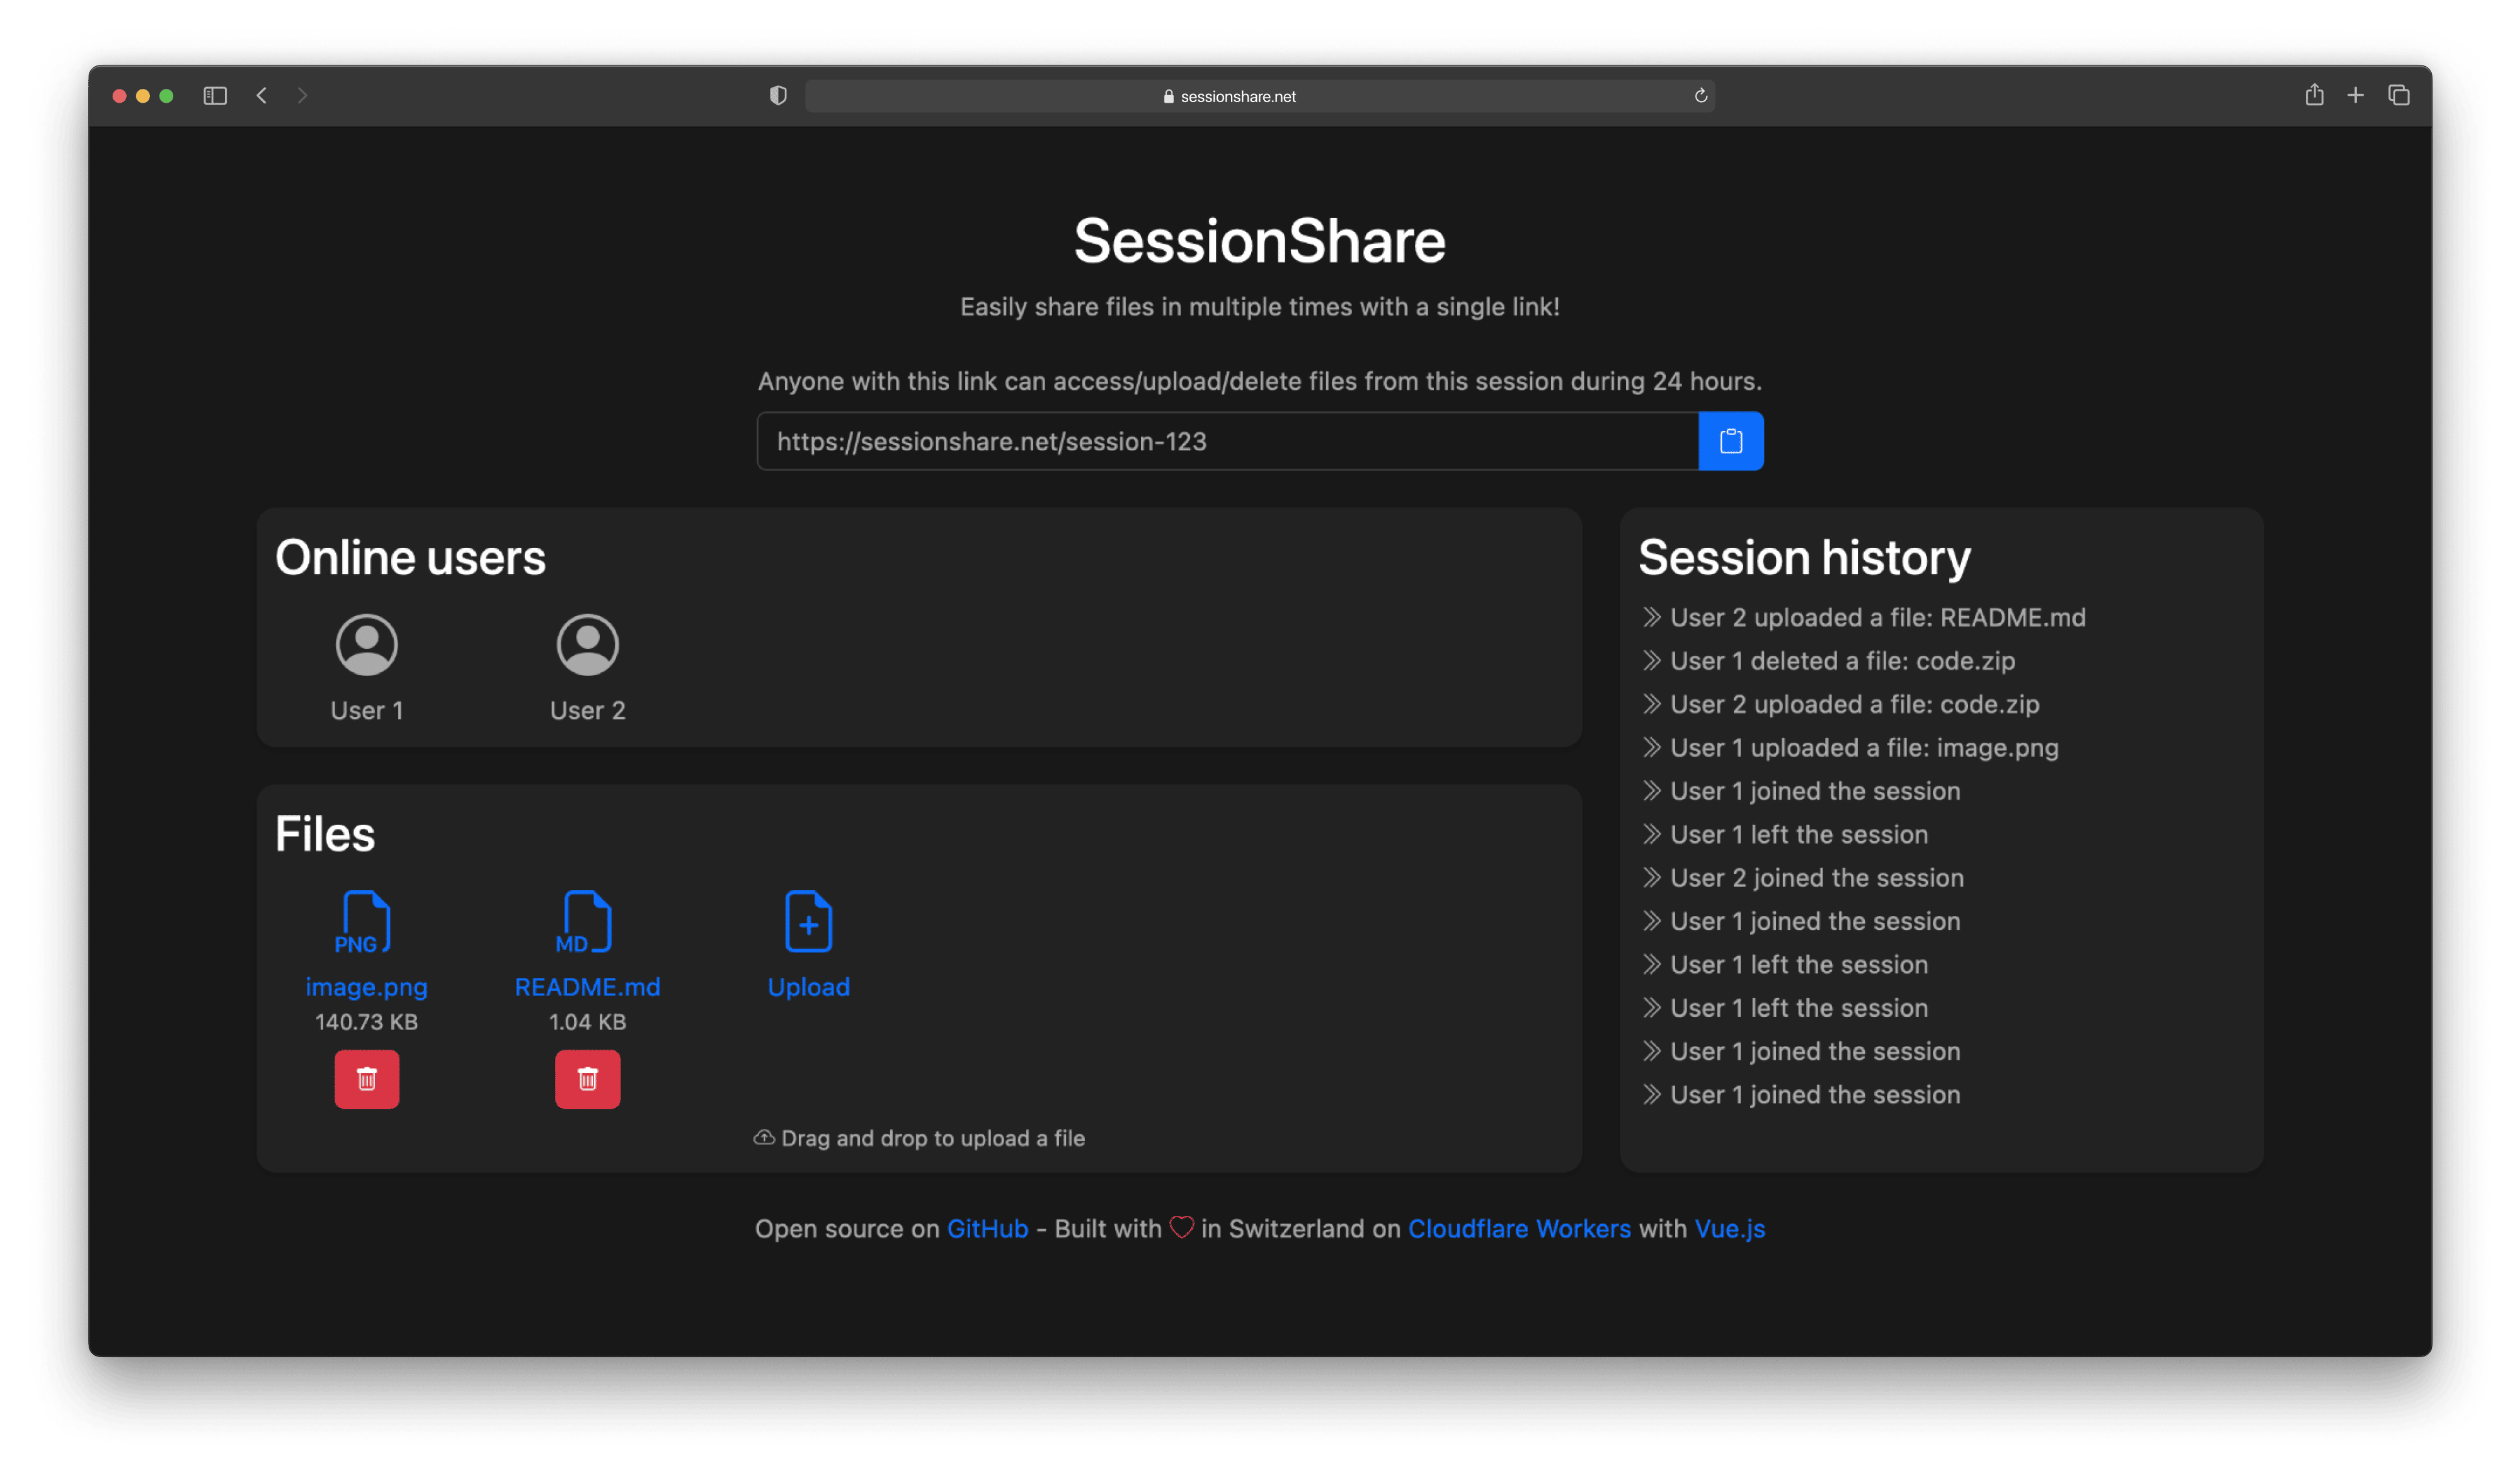 sessionshare.net
SessionShare
Easily share files in multiple times with a single link!
Anyone with this link can access/upload/delete files from this session during 24 hours.
https://sessionshare.net/session-123
Online users
User 1
User 2
Files
PNG
image.png
140.73 KB
MD
README.md
1.04 KB
Upload
Drag and drop to upload a file
Session history
User 2 uploaded a file: README.md
User 1 deleted a file: code.zip
User 2 uploaded a file: code.zip
User 1 uploaded a file: image.png
User 1 joined the session
User 1 left the session
User 2 joined the session
User 1 joined the session
User 1 left the session
User 1 left the session
User 1 joined the session
User 1 joined the session
Open source on GitHub - Built with ♡ in Switzerland on Cloudflare Workers with Vue.js